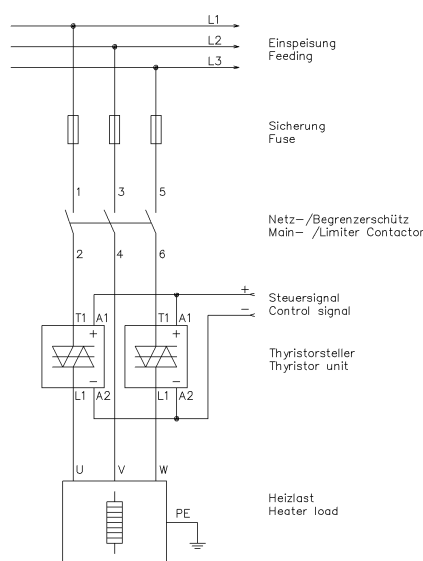 L1
L2
L3
Einspeisung
Feeding
Sicherung
Fuse
1 3 5
Netz-/Begrenzerschütz
Main- /Limiter Contactor
2 4 6
+
Steuersignal
-
Control signal
T1 A1 T1 A1
+ +
Thyristorsteller
Thyristor unit
- -
L1 A2 L1 A2
U V W
Heizlast
Heater load
PE